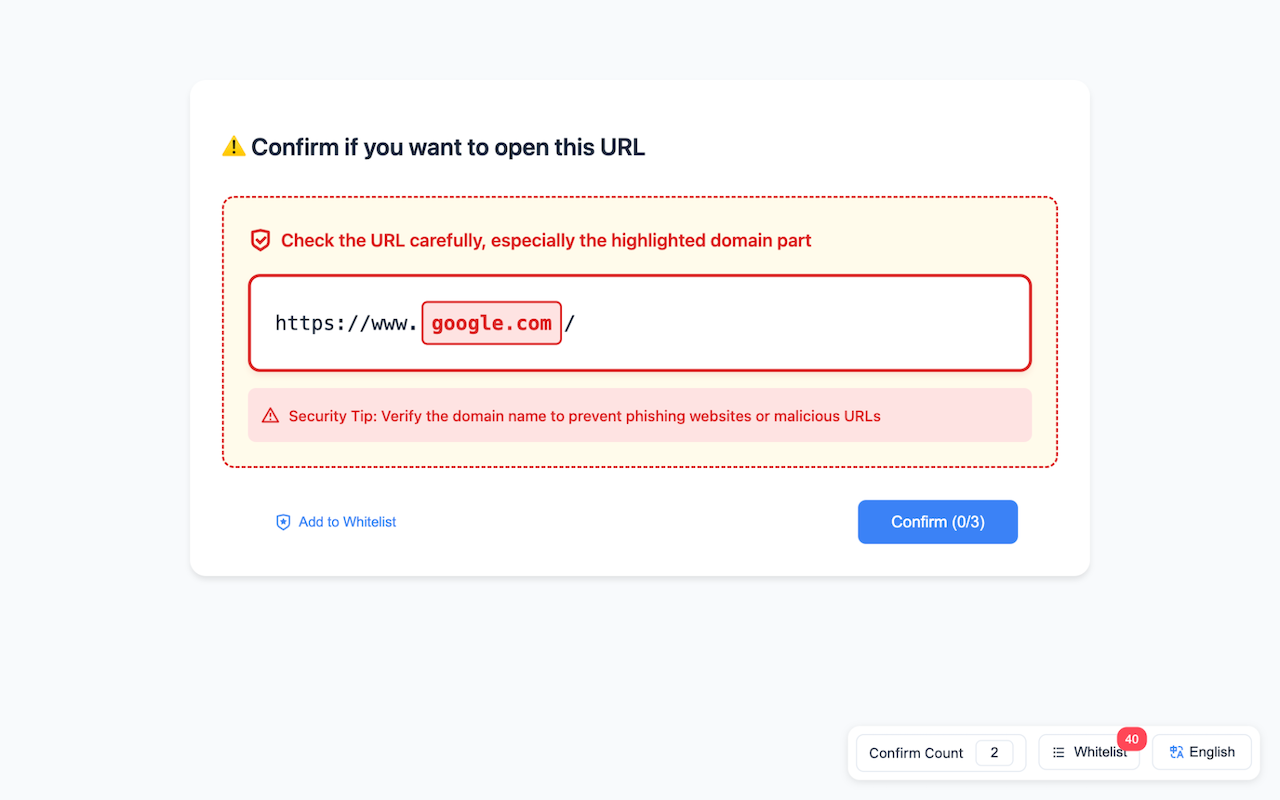 ⚠️ Confirm if you want to open this URL
Check the URL carefully, especially the highlighted domain part
https://www.google.com/
Security Tip: Verify the domain name to prevent phishing websites or malicious URLs
Add to Whitelist
Confirm (0/3)
Confirm Count 2
Whitelist 40
English